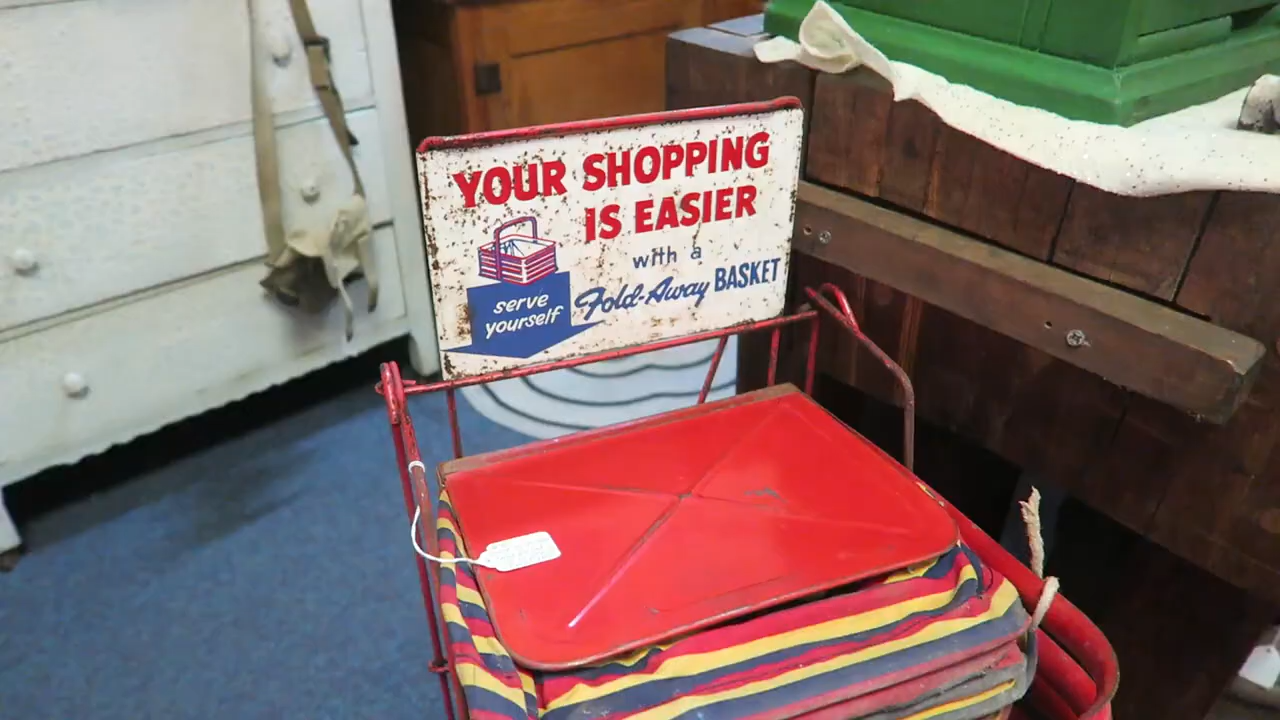 YOUR SHOPPING
IS EASIER
with a
Fold-Away BASKET
serve
yourself